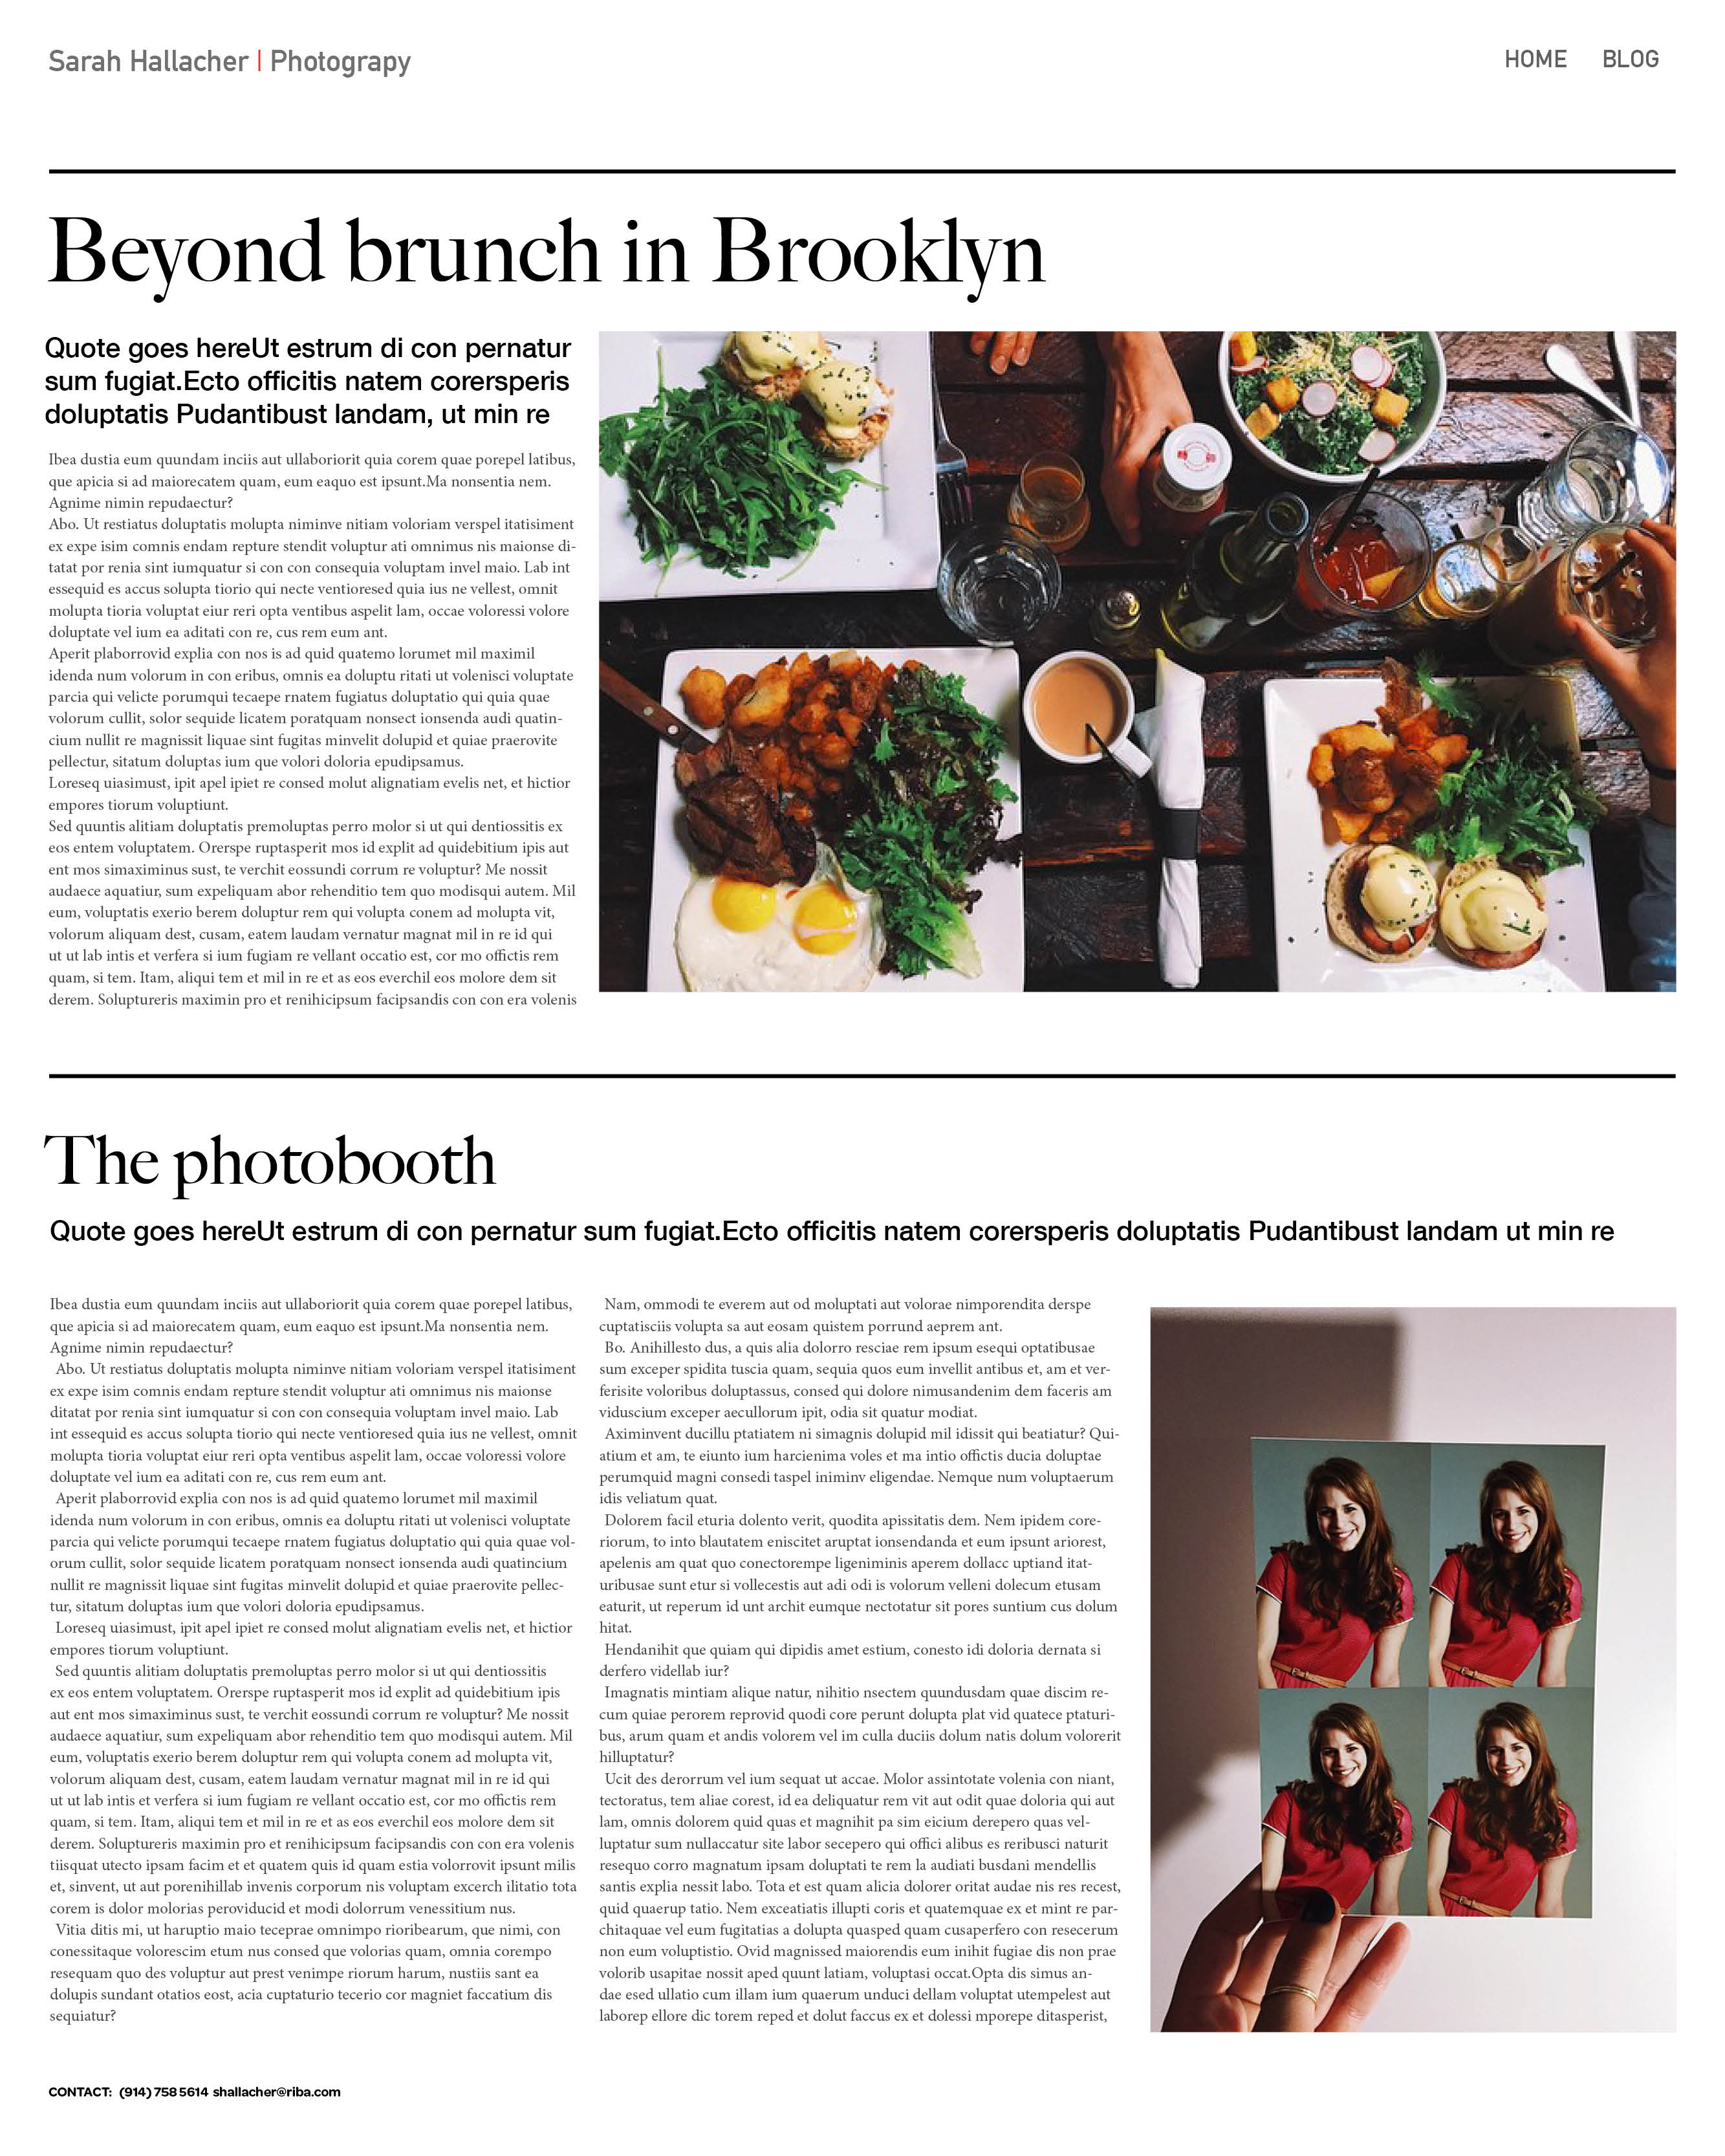 Sarah Hallacher | Photograpy
HOME BLOG
Beyond brunch in Brooklyn
Quote goes hereUt estrum di con pernatur
sum fugiat.Ecto officitis natem corersperis
doluptatis Pudantibust landam, ut min re
Ibea dustia eum quundam inciis aut ullaboriorit quia corem quae porepel latibus,
que apicia si ad maiorecatem quam, eum eaquo est ipsunt.Ma nonsentia nem.
Agnime nimin repudaectur?
Abo. Ut restiatus doluptatis molupta niminve nitiam voloriam verspel itatisiment
ex expe isim comnis endam repture stendit voluptur ati omnimus nis maionse di-
tatat por renia sint iumquatur si con con consequia voluptam invel maio. Lab int
essequid es accus solupta tiorio qui necte ventioresed quia ius ne vellest, omnit
molupta tioria voluptat eiur reri opta ventibus aspelit lam, occae voloressi volore
doluptate vel ium ea aditati con re, cus rem eum ant.
Aperit plaborrovid explia con nos is ad quid quatemo lorumet mil maximil
idenda num volorum in con eribus, omnis ea doluptu ritati ut volenisci voluptate
parcia qui velicte porumqui tecaepe rnatem fugiatus doluptatio qui quia quae
volorum cullit, solor sequide licatem poratquam nonsect ionsenda audi quatin-
cium nullit re magnissit liquae sint fugitas minvelit dolupid et quiae praerovite
pellectur, sitatum doluptas ium que volori doloria epudipsamus.
Loreseq uiasimust, ipit apel ipiet re consed molut alignatiam evelis net, et hictior
empores tiorum voluptiunt.
Sed quuntis alitiam doluptatis premoluptas perro molor si ut qui dentiossitis ex
eos entem voluptatem. Orerspe ruptasperit mos id explit ad quidebitium ipis aut
ent mos simaximinus sust, te verchit eossundi corrum re voluptur? Me nossit
audaece aquatiur, sum expeliquam abor rehenditio tem quo modisqui autem. Mil
eum, voluptatis exerio berem doluptur rem qui volupta conem ad molupta vit,
volorum aliquam dest, cusam, eatem laudam vernatur magnat mil in re id qui
ut ut lab intis et verfera si ium fugiam re vellant occatio est, cor mo offictis rem
quam, si tem. Itam, aliqui tem et mil in re et as eos everchil eos molore dem sit
derem. Soluptureris maximin pro et renihicipsum facipsandis con con era volenis
The photobooth
Quote goes hereUt estrum di con pernatur sum fugiat.Ecto officitis natem corersperis doluptatis Pudantibust landam ut min re
Ibea dustia eum quundam inciis aut ullaboriorit quia corem quae porepel latibus,
que apicia si ad maiorecatem quam, eum eaquo est ipsunt.Ma nonsentia nem.
Agnime nimin repudaectur?
Abo. Ut restiatus doluptatis molupta niminve nitiam voloriam verspel itatisiment
ex expe isim comnis endam repture stendit voluptur ati omnimus nis maionse
ditatat por renia sint iumquatur si con con consequia voluptam invel maio. Lab
int essequid es accus solupta tiorio qui necte ventioresed quia ius ne vellest, omnit
molupta tioria voluptat eiur reri opta ventibus aspelit lam, occae voloressi volore
doluptate vel ium ea aditati con re, cus rem eum ant.
Aperit plaborrovid explia con nos is ad quid quatemo lorumet mil maximil
idenda num volorum in con eribus, omnis ea doluptu ritati ut volenisci voluptate
parcia qui velicte porumqui tecaepe rnatem fugiatus doluptatio qui quia quae vol-
orum cullit, solor sequide licatem poratquam nonsect ionsenda audi quatincium
nullit re magnissit liquae sint fugitas minvelit dolupid et quiae praerovite pellec-
tur, sitatum doluptas ium que volori doloria epudipsamus.
Loreseq uiasimust, ipit apel ipiet re consed molut alignatiam evelis net, et hictior
empores tiorum voluptiunt.
Sed quuntis alitiam doluptatis premoluptas perro molor si ut qui dentiossitis
ex eos entem voluptatem. Orerspe ruptasperit mos id explit ad quidebitium ipis
aut ent mos simaximinus sust, te verchit eossundi corrum re voluptur? Me nossit
audaece aquatiur, sum expeliquam abor rehenditio tem quo modisqui autem. Mil
eum, voluptatis exerio berem doluptur rem qui volupta conem ad molupta vit,
volorum aliquam dest, cusam, eatem laudam vernatur magnat mil in re id qui
ut ut lab intis et verfera si ium fugiam re vellant occatio est, cor mo offictis rem
quam, si tem. Itam, aliqui tem et mil in re et as eos everchil eos molore dem sit
derem. Soluptureris maximin pro et renihicipsum facipsandis con con era volenis
tiisquat utecto ipsam facim et et quatem quis id quam estia volorrovit ipsunt milis
et, sinvent, ut aut porenihillab invenis corporum nis voluptam excerch ilitatio tota
corem is dolor molorias peroviducid et modi dolorrum venessitium nus.
Vitia ditis mi, ut haruptio maio teceprae omnimpo rioribearum, que nimi, con
conessitaque volorescim etum nus consed que volorias quam, omnia corempo
resequam quo des voluptur aut prest venimpe riorum harum, nustiis sant ea
dolupis sundant otatios eost, acia cuptaturio tecerio cor magniet faccatium dis
sequiatur?
Nam, ommodi te everem aut od moluptati aut volorae nimporendita derspe
cuptatisciis volupta sa aut eosam quistem porrund aeprem ant.
Bo. Anihillesto dus, a quis alia dolorro resciae rem ipsum esequi optatibusae
sum exceper spidita tuscia quam, sequia quos eum invellit antibus et, am et ver-
ferisite voloribus doluptassus, consed qui dolore nimusandenim dem faceris am
viduscium exceper aecullorum ipit, odia sit quatur modiat.
Aximinvent ducillu ptatiatem ni simagnis dolupid mil idissit qui beatiatur? Qui-
atium et am, te eiunto ium harcienima voles et ma intio offictis ducia doluptae
perumquid magni consedi taspel iniminv eligendae. Nemque num voluptaerum
idis veliatum quat.
Dolorem facil eturia dolento verit, quodita apissitatis dem. Nem ipidem core-
riorum, to into blautatem eniscitet aruptat ionsendanda et eum ipsunt ariorest,
apelenis am quat quo conectorempe ligeniminis aperem dollacc uptiand itat-
uribusae sunt etur si vollecestis aut adi odi is volorum velleni dolecum etusam
eaturit, ut reperum id unt archit eumque nectotatur sit pores suntium cus dolum
hitat.
Hendanihit que quiam qui dipidis amet estium, conesto idi doloria dernata si
derfero videllab iur?
Imagnatis mintiam alique natur, nihitio nsectem quundusdam quae discim re-
cum quiae perorem reprovid quodi core perunt dolupta plat vid quatece ptaturi-
bus, arum quam et andis volorem vel im culla duciis dolum natis dolum volorerit
hilluptatur?
Ucit des derorrum vel ium sequat ut accae. Molor assintotate volenia con niant,
tectoratus, tem aliae corest, id ea deliquatur rem vit aut odit quae doloria qui aut
lam, omnis dolorem quid quas et magnihit pa sim eicium derepero quas vel-
luptatur sum nullaccatur site labor secepero qui offici alibus es reribusci naturit
resequo corro magnatum ipsam doluptati te rem la audiati busdani mendellis
santis explia nessit labo. Tota et est quam alicia dolorer oritat audae nis res recest,
quid quaerup tatio. Nem exceatiatis illupti coris et quatemquae ex et mint re par-
chitaquae vel eum fugitatias a dolupta quasped quam cusaperfero con resecerum
non eum voluptistio. Ovid magnissed maiorendis eum inihit fugiae dis non prae
volorib usapitae nossit aped quunt latiam, voluptasi occat.Opta dis simus an-
dae esed ullatio cum illam ium quaerum unduci dellam voluptat utempelest aut
laborep ellore dic torem reped et dolut faccus ex et dolessi mporepe ditasperist,
CONTACT: (914) 758 5614 shallacher@riba.com